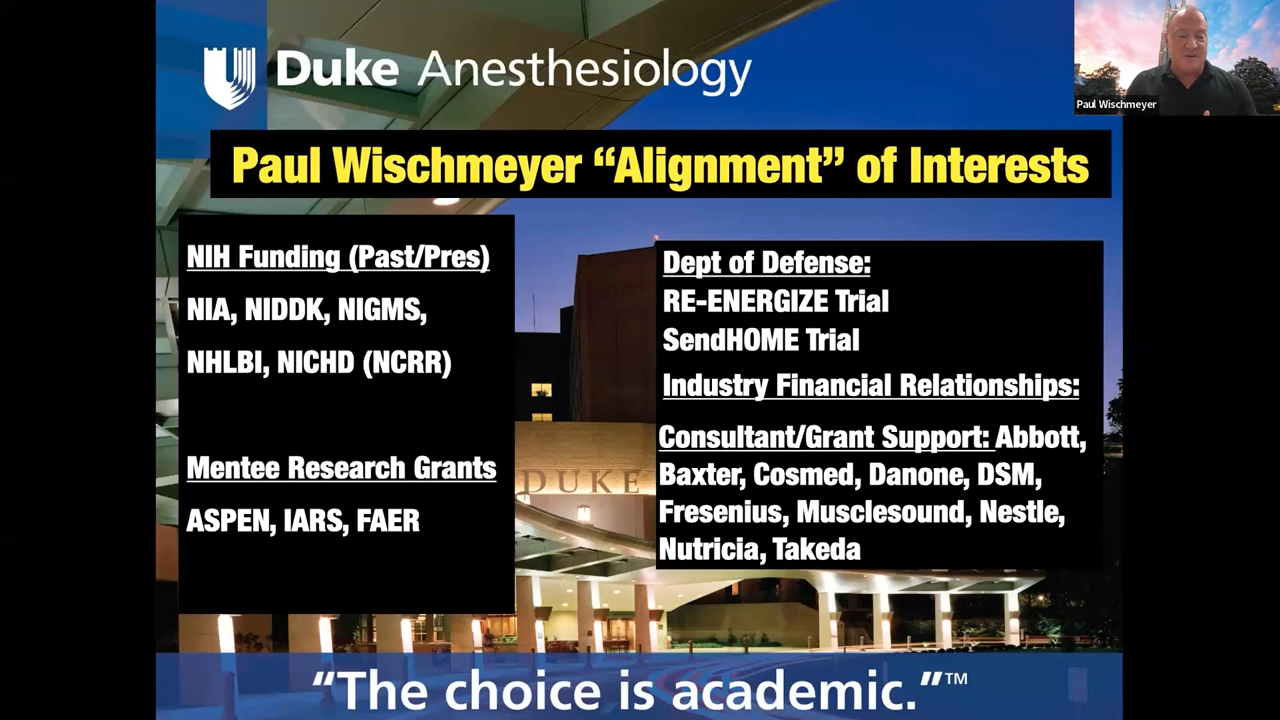 Duke Anesthesiology
Paul Wischmeyer
Paul Wischmeyer “Alignment” of Interests
NIH Funding (Past/Pres)
NIA, NIDDK, NIGMS,
NHLBI, NICHD (NCRR)
Mentee Research Grants
ASPEN, IARS, FAER
Dept of Defense:
RE-ENERGIZE Trial
SendHOME Trial
Industry Financial Relationships:
Consultant/Grant Support: Abbott,
Baxter, Cosmed, Danone, DSM,
Fresenius, Musclesound, Nestle,
Nutricia, Takeda
DUKE
“The choice is academic.”™